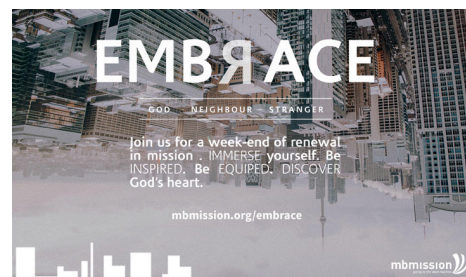 EMBЯACE
GOD NEIGHBOUR STRANGER
Join us for a week-end of renewal
in mission . IMMERSE yourself. Be
INSPIRED. Be EQUIPED. DISCOVER
God's heart.
mbmission.org/embrace
mbmission